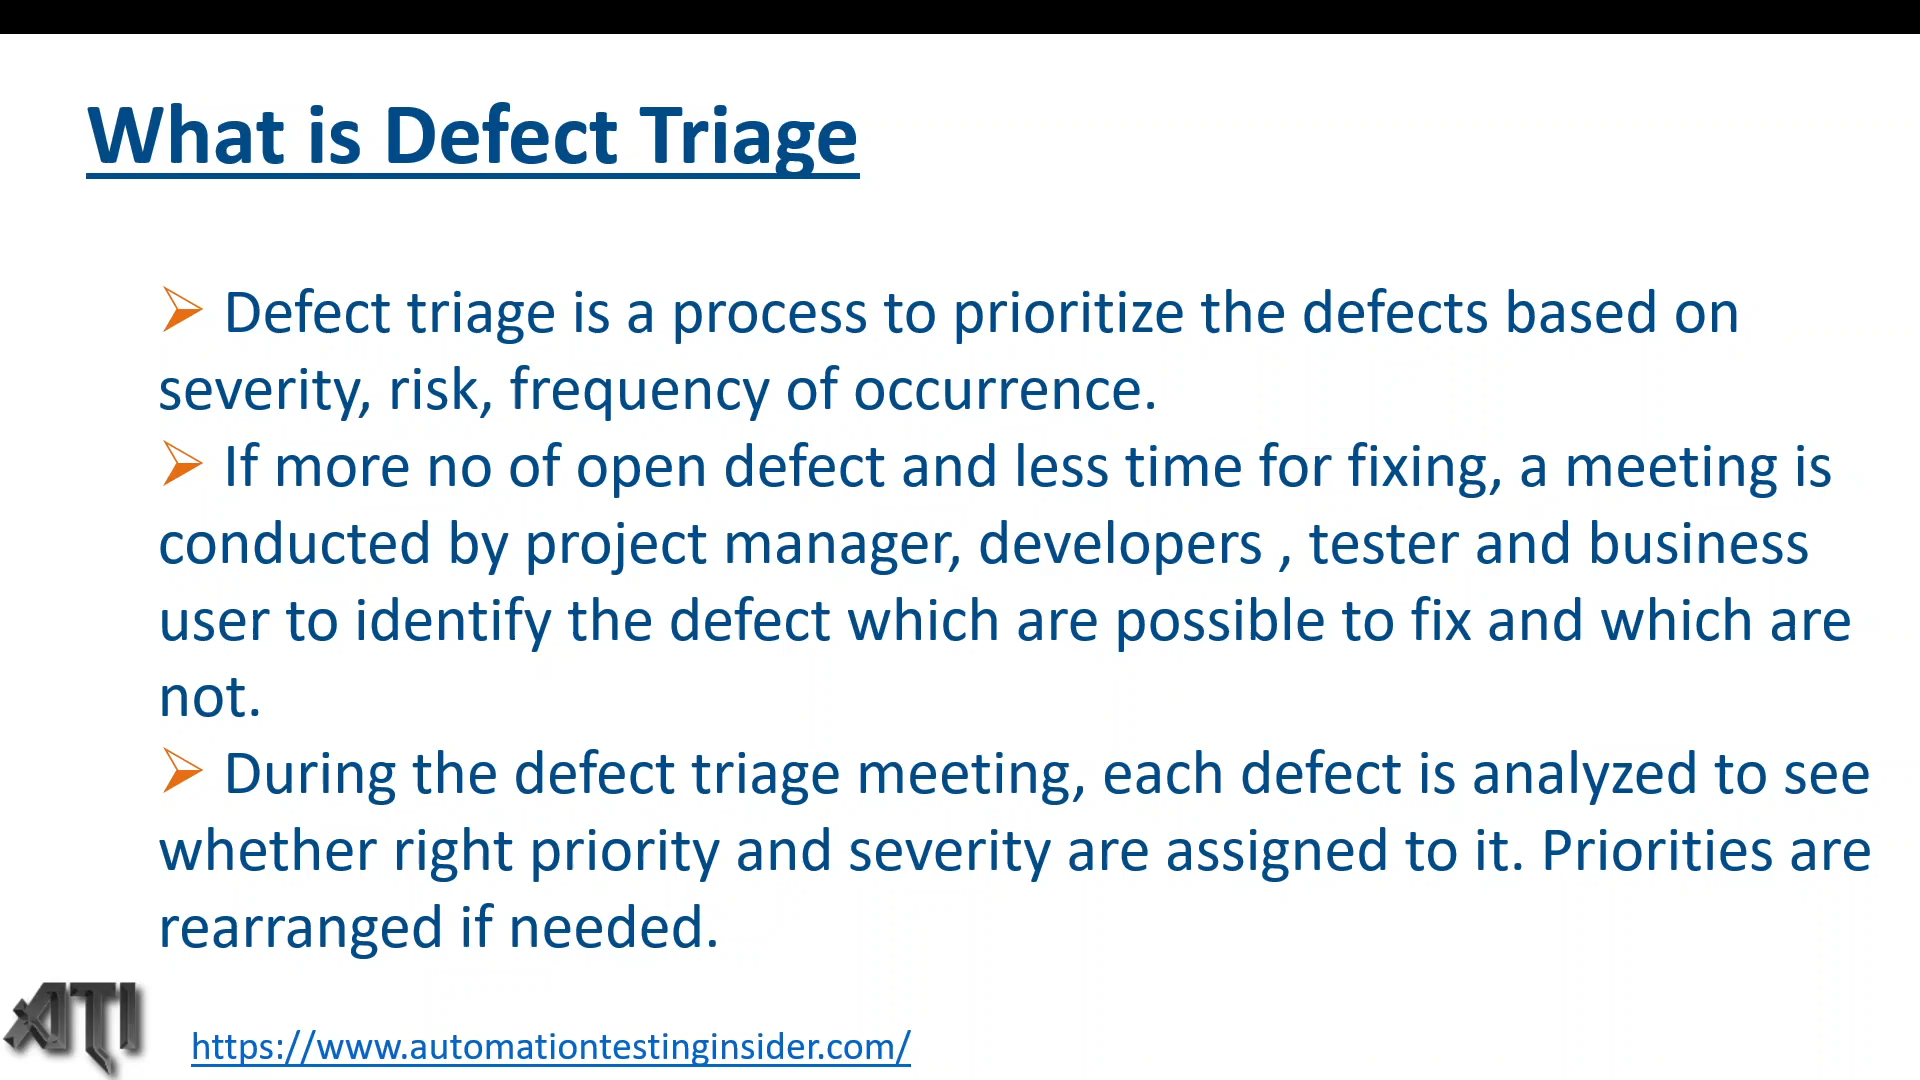 What is Defect Triage
➢ Defect triage is a process to prioritize the defects based on
severity, risk, frequency of occurrence.
➢ If more no of open defect and less time for fixing, a meeting is
conducted by project manager, developers , tester and business
user to identify the defect which are possible to fix and which are
not.
➢ During the defect triage meeting, each defect is analyzed to see
whether right priority and severity are assigned to it. Priorities are
rearranged if needed.
ATI
https://www.automationtestinginsider.com/